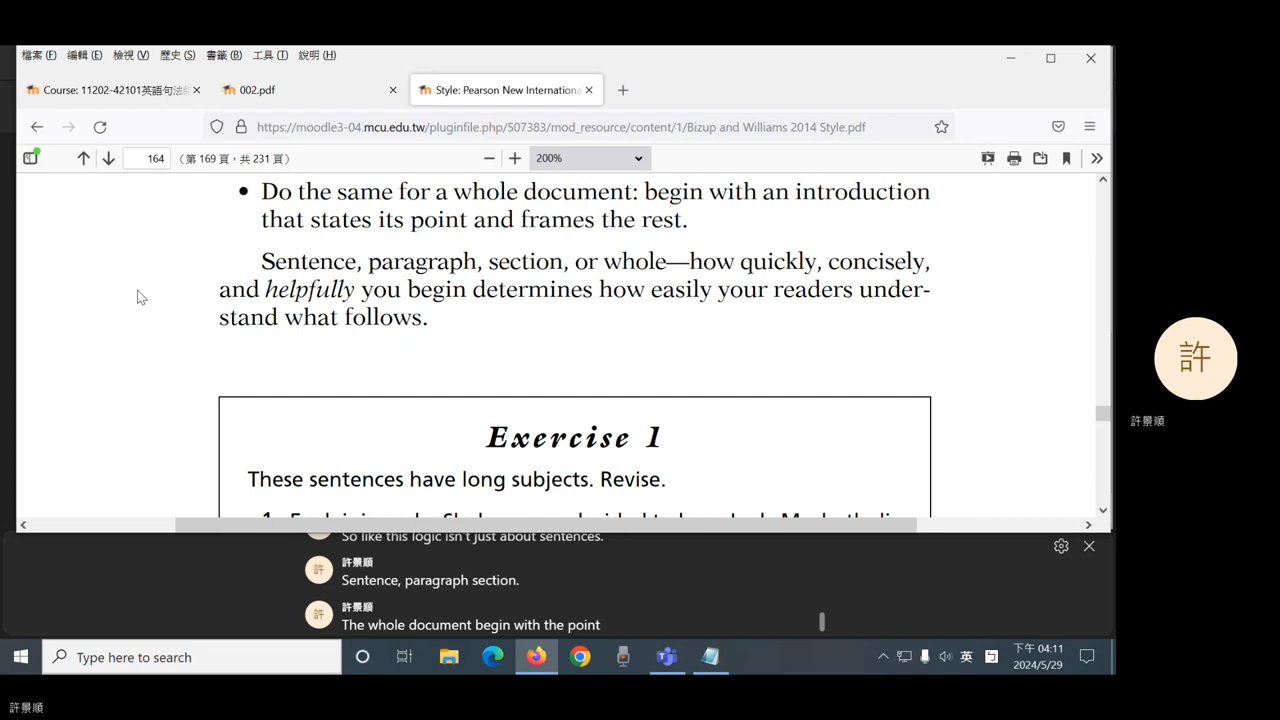 檔案 (F) 編輯 (E) 檢視 (V) 歷史 (S) 書籤 (B) 工具 (T) 說明 (H)
Course: 11202-42101英語句法 002.pdf Style: Pearson New Internationa
https://moodle3-04.mcu.edu.tw/pluginfile.php/507383/mod_resource/content/1/Bizup and Williams 2014 Style.pdf
164 (第 169 頁，共 231 頁) 200%
• Do the same for a whole document: begin with an introduction
that states its point and frames the rest.
Sentence, paragraph, section, or whole—how quickly, concisely,
and helpfully you begin determines how easily your readers under-
stand what follows.
Exercise 1
These sentences have long subjects. Revise.
So like this logic isn't just about sentences.
許 許景順
Sentence, paragraph section.
許 許景順
The whole document begin with the point
許
許景順
Type here to search
英
下午 04:11
2024/5/29
許景順